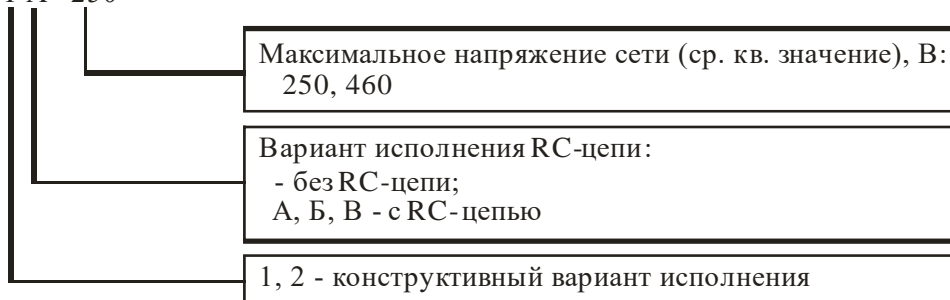 Максимальное напряжение сети (ср. кв. значение), В:
250, 460
Вариант исполнения RC-цепи:
- без RC-цепи;
А, Б, В - с RC-цепью
1, 2 - конструктивный вариант исполнения